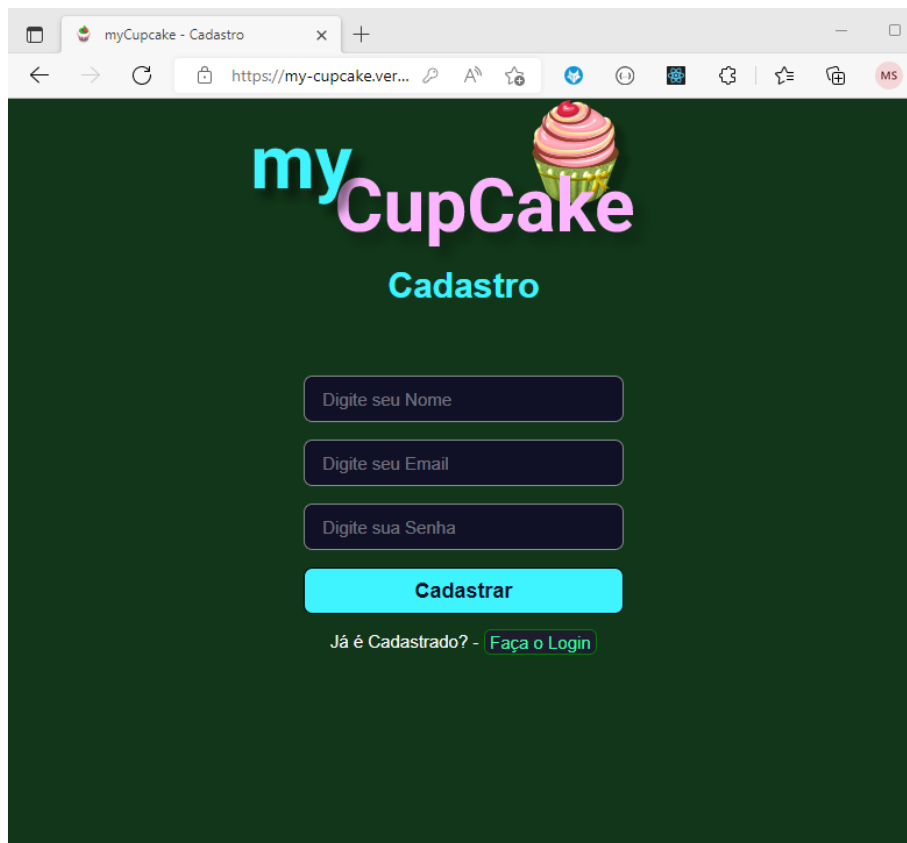 myCupcake - Cadastro
https://my-cupcake.ver...
MS
my
CupCake
Cadastro
Digite seu Nome
Digite seu Email
Digite sua Senha
Cadastrar
Já é Cadastrado? - Faça o Login